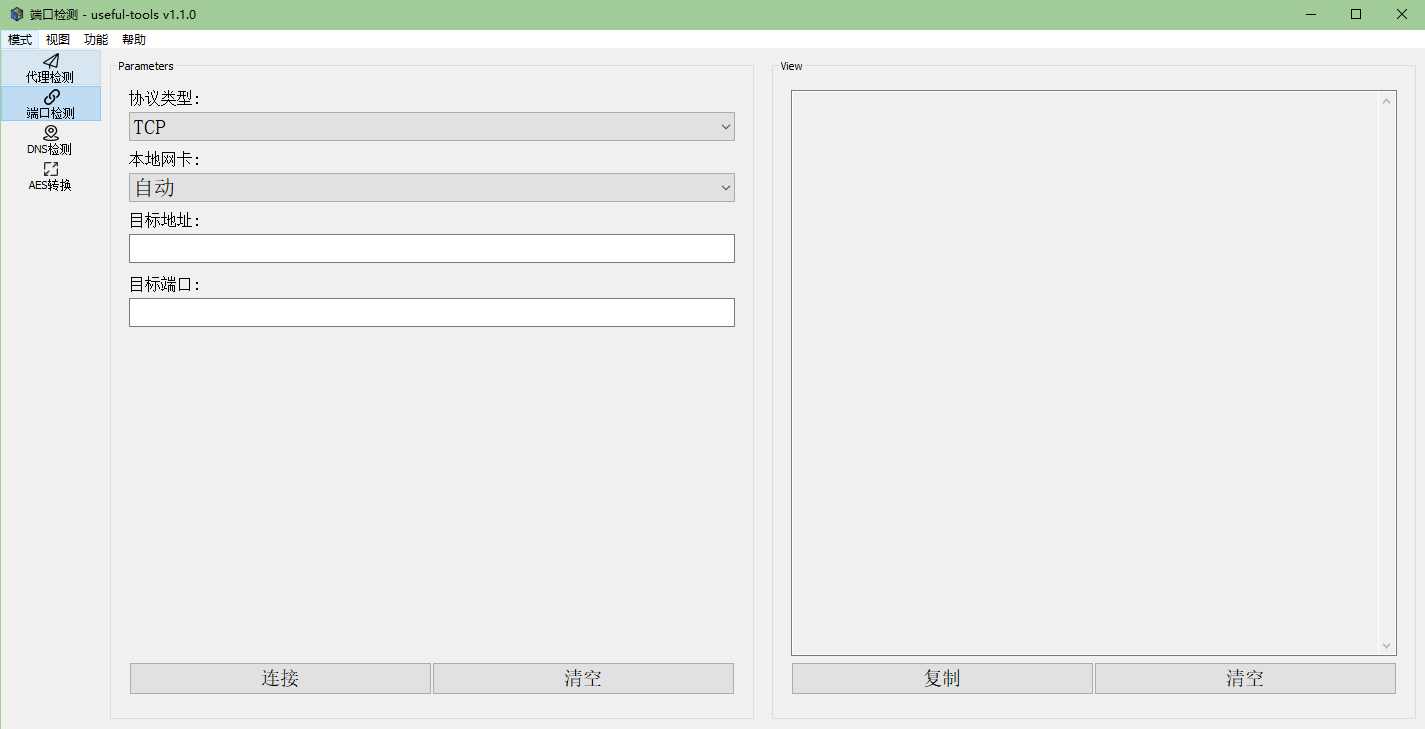 端口检测 - useful-tools v1.1.0
模式 视图 功能 帮助
代理检测
端口检测
DNS检测
AES转换
Parameters
协议类型：
TCP
本地网卡：
自动
目标地址：
目标端口：
连接 清空
View
复制 清空